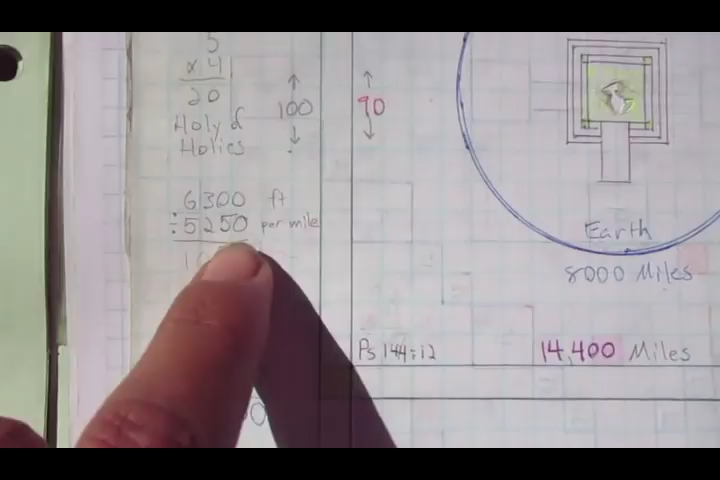 5
x 4
20
Holy of
Holies
100
90
6300 ft
÷ 5250 per mile
Earth
8000 Miles
Ps 144÷12
14,400 Miles